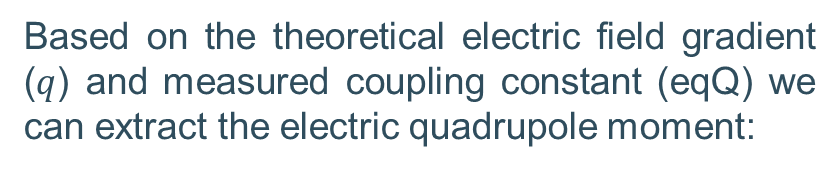 Based on the theoretical electric field gradient
(q) and measured coupling constant (eqQ) we
can extract the electric quadrupole moment: